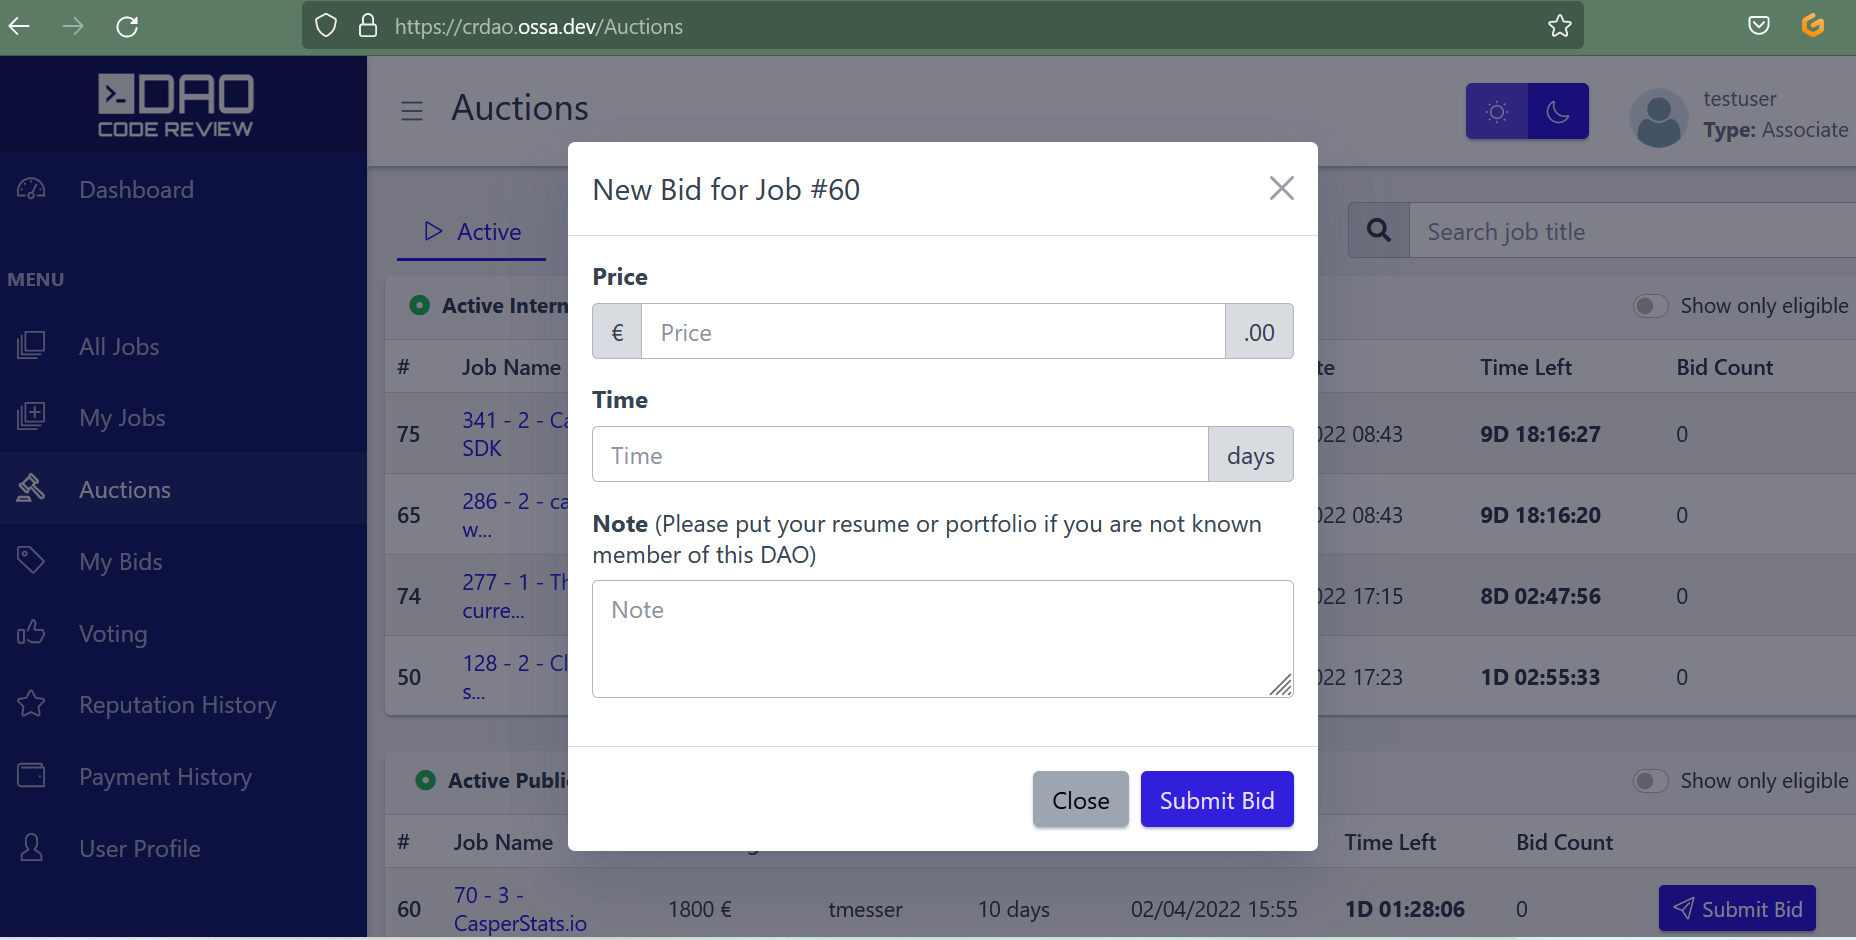 https://crdao.ossa.dev/Auctions
DAO
CODE REVIEW
Auctions
testuser
Type: Associate
Dashboard
MENU
All Jobs
My Jobs
Auctions
My Bids
Voting
Reputation History
Payment History
User Profile
Active
Search job title
Active Intern
Show only eligible
# Job Name te Time Left Bid Count
75 341 - 2 - Ca
SDK
022 08:43 9D 18:16:27 0
65 286 - 2 - ca
w...
022 08:43 9D 18:16:20 0
74 277 - 1 - Th
curre...
022 17:15 8D 02:47:56 0
50 128 - 2 - Cl
s...
022 17:23 1D 02:55:33 0
New Bid for Job #60
Price
€ Price .00
Time
Time days
Note (Please put your resume or portfolio if you are not known
member of this DAO)
Note
Close Submit Bid
Active Publi
Show only eligible
# Job Name Time Left Bid Count
60 70 - 3 -
CasperStats.io
1800 € tmesser 10 days 02/04/2022 15:55 1D 01:28:06 0 Submit Bid